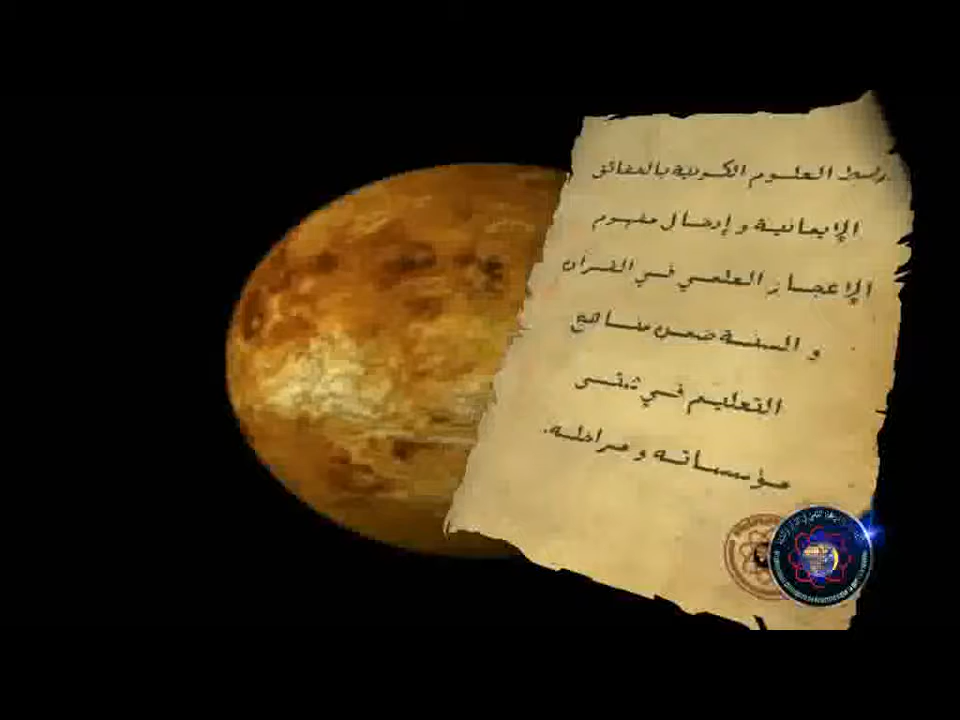 ربط العلوم الكونية بالحقائق
الإيمانية و إدخال مفهوم
الإعجاز العلمي في القرآن
و السنة ضمن مناهج
التعليم في شتى
مؤسساته و مراحله.